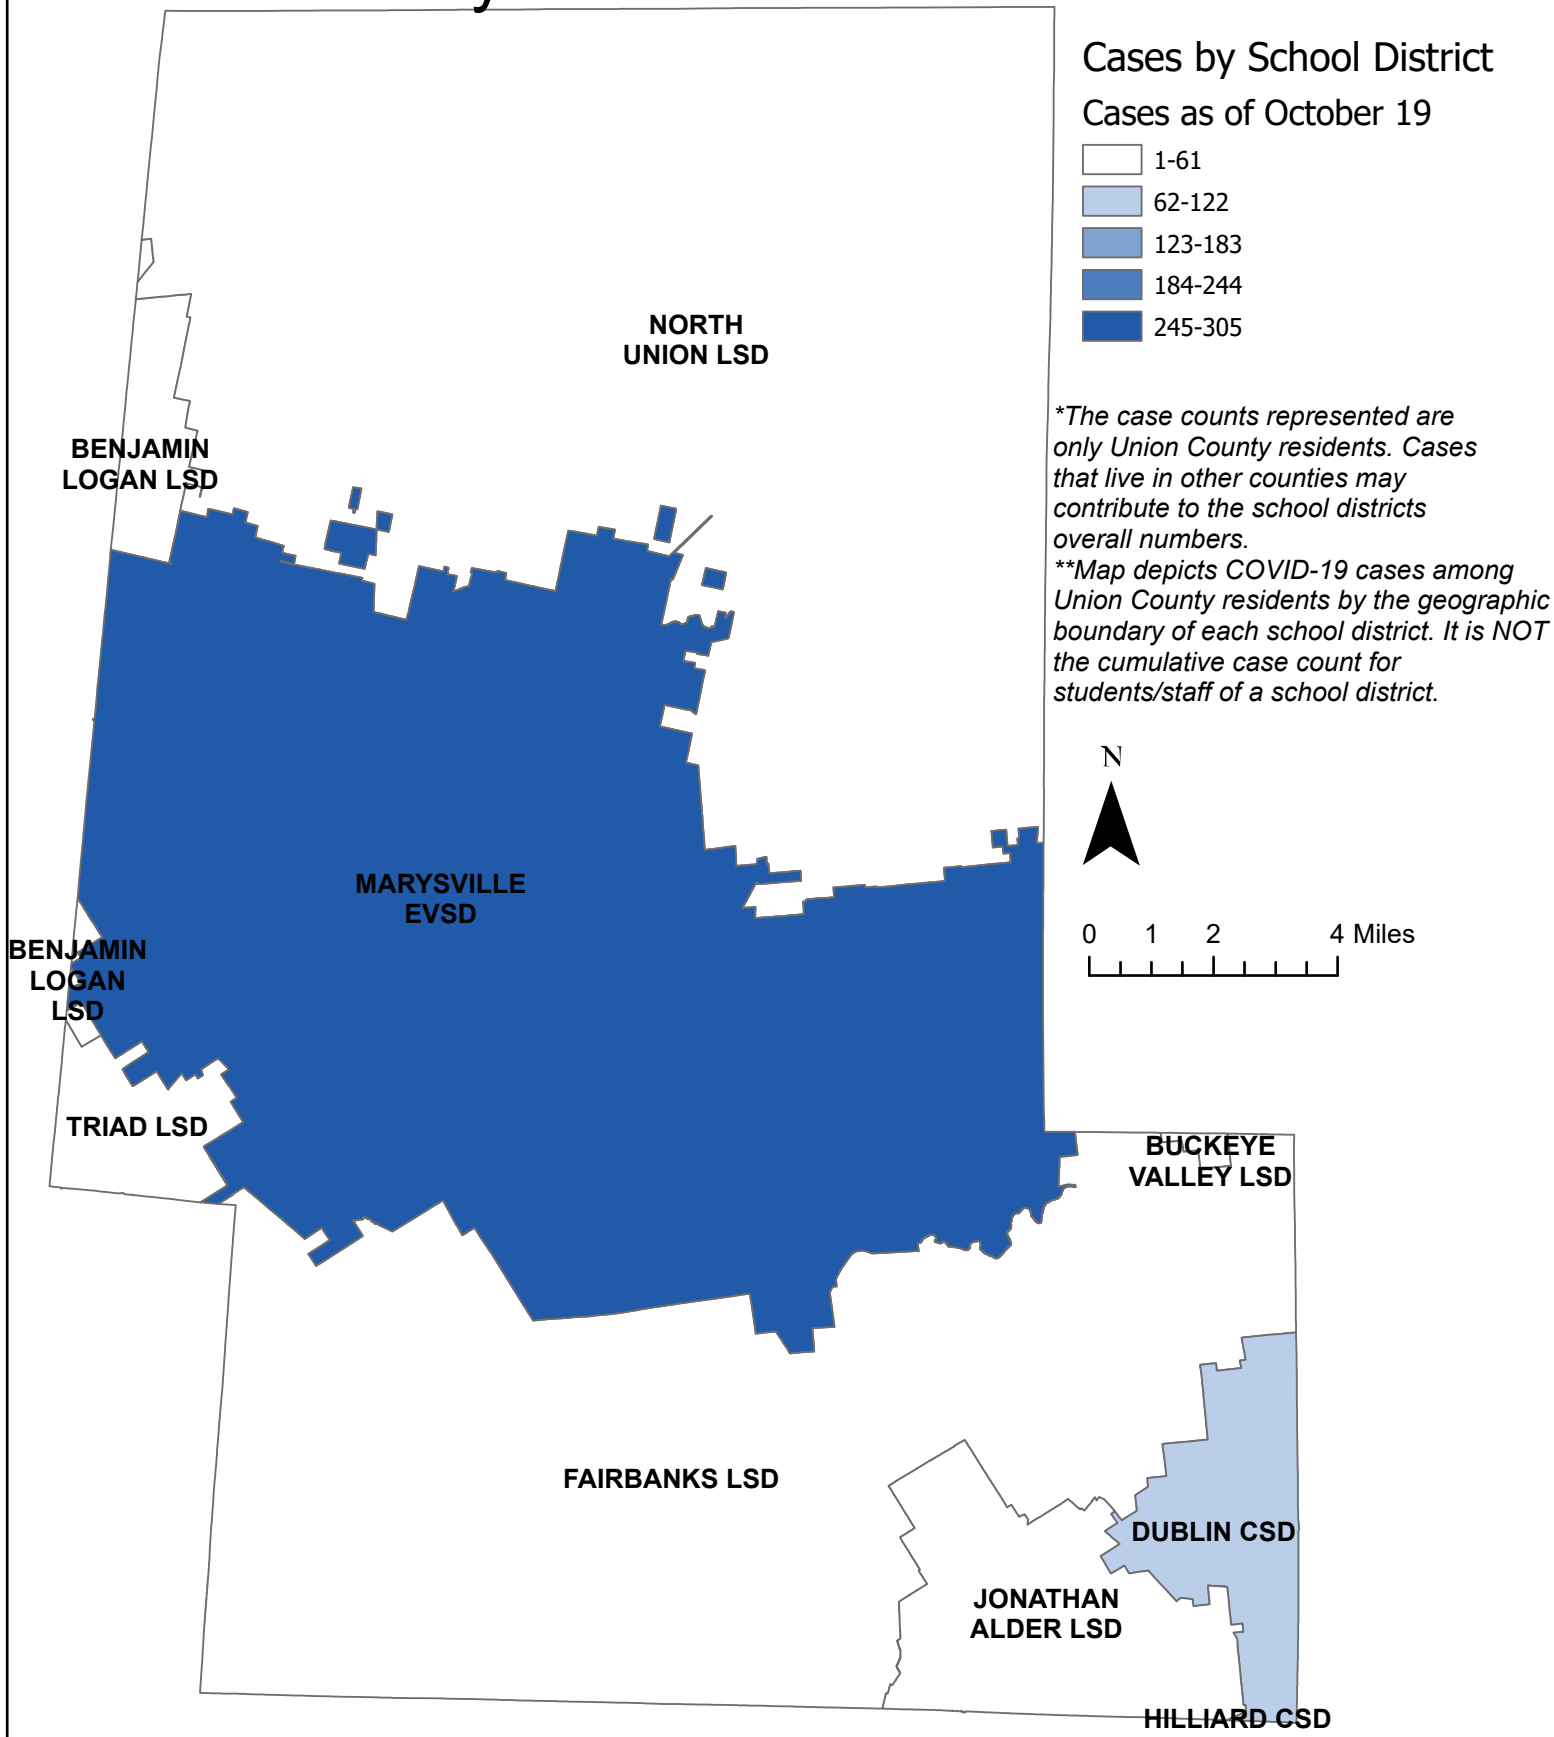 Cases by School District
Cases as of October 19
1-61
62-122
123-183
184-244
245-305
*The case counts represented are
only Union County residents. Cases
that live in other counties may
contribute to the school districts
overall numbers.
**Map depicts COVID-19 cases among
Union County residents by the geographic
boundary of each school district. It is NOT
the cumulative case count for
students/staff of a school district.
N
0 1 2 4 Miles
NORTH
UNION LSD
BENJAMIN
LOGAN LSD
MARYSVILLE
EVSD
BENJAMIN
LOGAN
LSD
TRIAD LSD
BUCKEYE
VALLEY LSD
FAIRBANKS LSD
DUBLIN CSD
JONATHAN
ALDER LSD
HILLIARD CSD